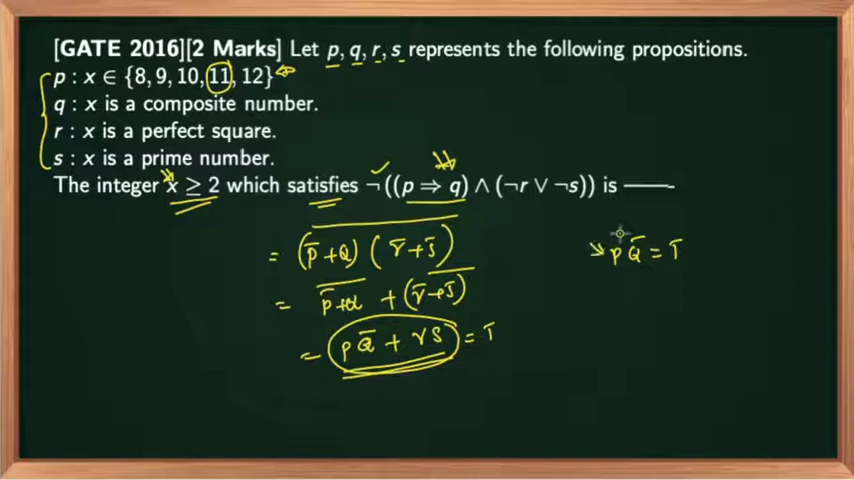 [GATE 2016][2 Marks] Let p, q, r, s represents the following propositions.
p : x ∈ {8, 9, 10, 11, 12}
q : x is a composite number.
r : x is a perfect square.
s : x is a prime number.
The integer x ≥ 2 which satisfies ¬((p ⇒ q) ∧ (¬r ∨ ¬s)) is ——
= (p̅+Q) (r̅+s̅)
pQ̅ = T
= p̅+Q + (r̅+s̅)
= pQ̅ + rs = T